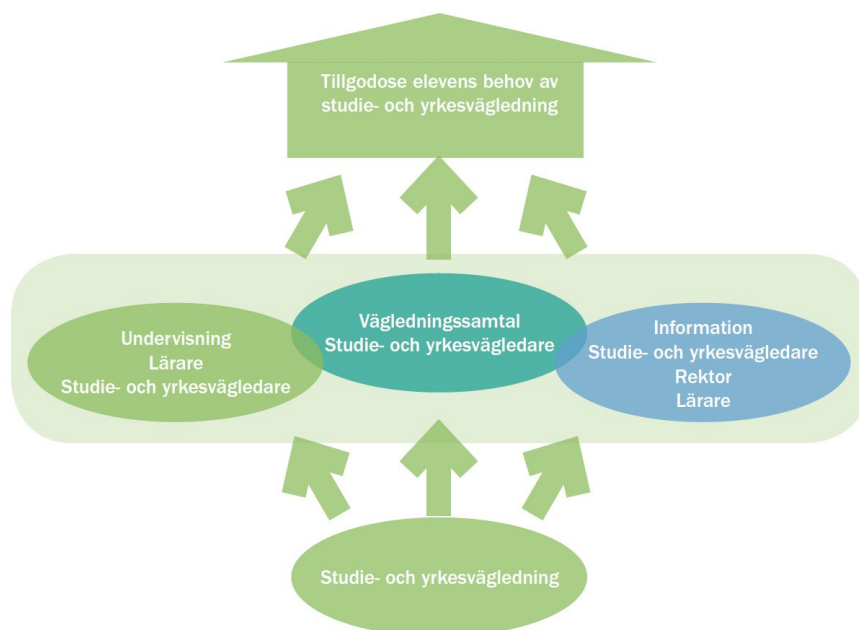 Tillgodose elevens behov av
studie- och yrkesvägledning
Undervisning
Lärare
Studie- och yrkesvägledare
Vägledningssamtal
Studie- och yrkesvägledare
Information
Studie- och yrkesvägledare
Rektor
Lärare
Studie- och yrkesvägledning